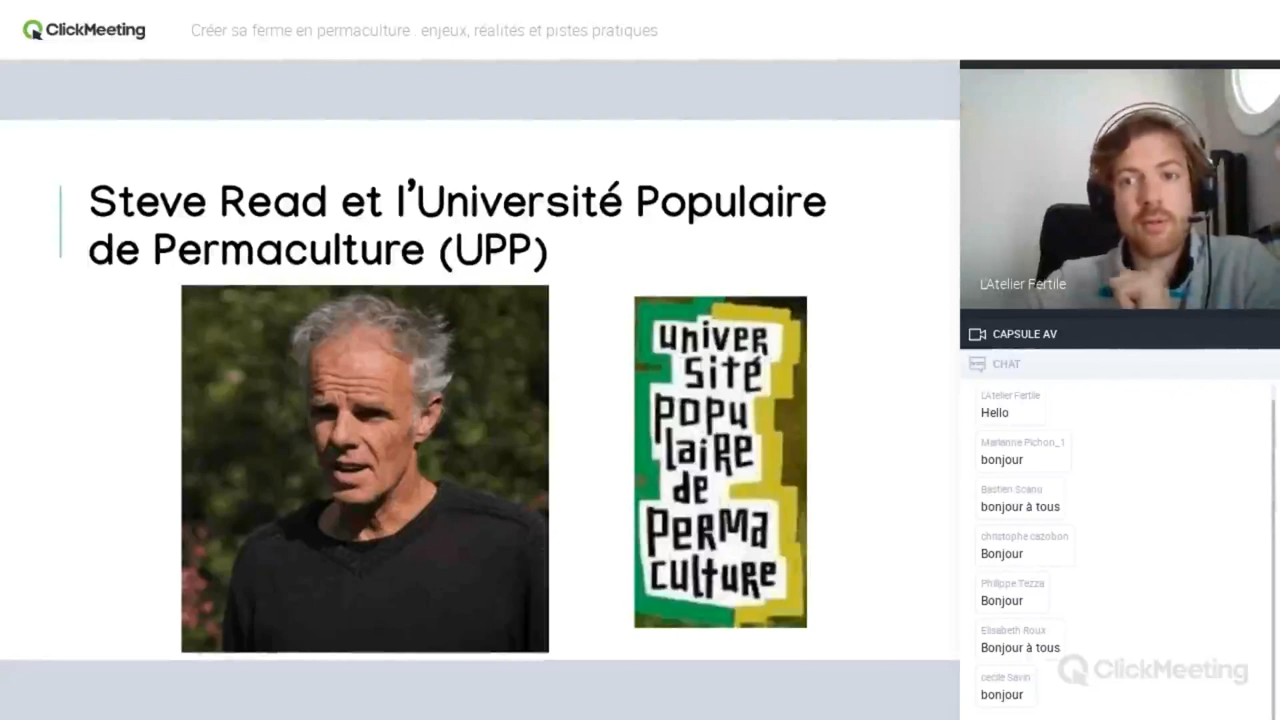 ClickMeeting
Créer sa ferme en permaculture : enjeux, réalités et pistes pratiques
Steve Read et l'Université Populaire
de Permaculture (UPP)
univer
sité
popu
laire
de
perma
culture
L'Atelier Fertile
CAPSULE AV
CHAT
L'Atelier Fertile
Hello
Marianne Pichon_1
bonjour
Bastien Scanu
bonjour à tous
christophe cazobon
Bonjour
Philippe Tezza
Bonjour
Elisabeth Roux
Bonjour à tous
cecile Savin
bonjour
ClickMeeting